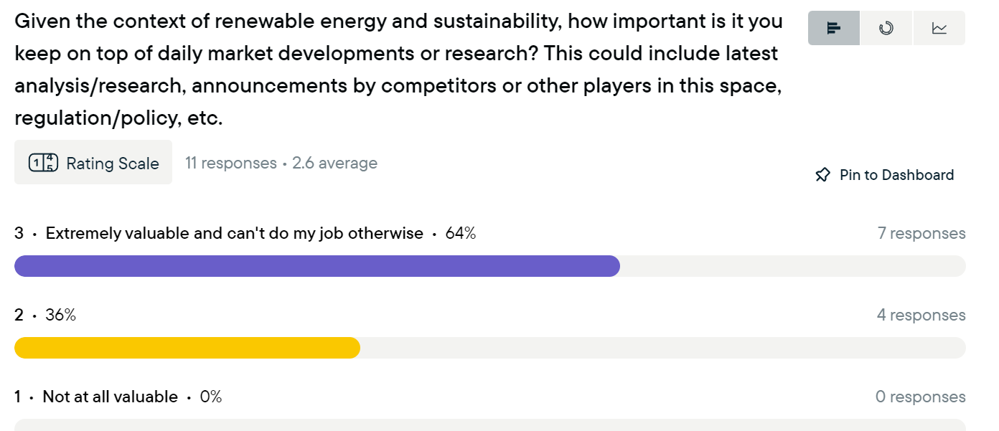 Given the context of renewable energy and sustainability, how important is it you
keep on top of daily market developments or research? This could include latest
analysis/research, announcements by competitors or other players in this space,
regulation/policy, etc.
1 4 5 Rating Scale 11 responses • 2.6 average
Pin to Dashboard
3 • Extremely valuable and can't do my job otherwise • 64% 7 responses
2 • 36% 4 responses
1 • Not at all valuable • 0% 0 responses